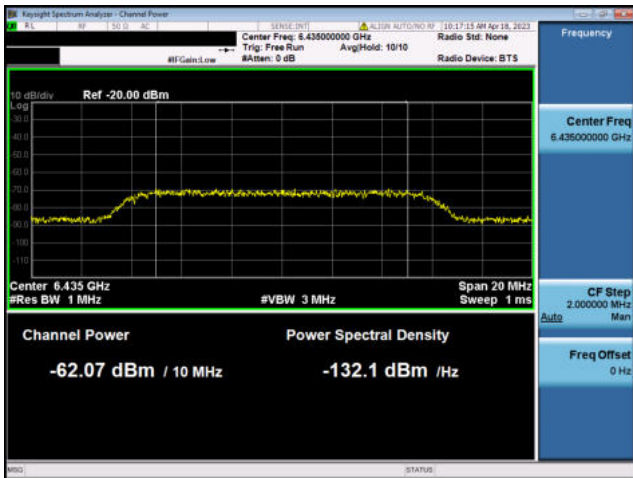 Keysight Spectrum Analyzer - Channel Power
RL RF 50 Ω AC SENSE:INT ALIGN AUTO/NO RF 10:17:15 AM Apr 18, 2023
Center Freq: 6.435000000 GHz Radio Std: None
Trig: Free Run Avg|Hold: 10/10
#IFGain:Low #Atten: 0 dB Radio Device: BTS
10 dB/div Ref -20.00 dBm
Log
-30.0
-40.0
-50.0
-60.0
-70.0
-80.0
-90.0
-100
-110
Center 6.435 GHz Span 20 MHz
#Res BW 1 MHz #VBW 3 MHz Sweep 1 ms
Channel Power Power Spectral Density
-62.07 dBm / 10 MHz -132.1 dBm /Hz
MSG STATUS
Frequency
Center Freq
6.435000000 GHz
CF Step
2.000000 MHz
Auto Man
Freq Offset
0 Hz